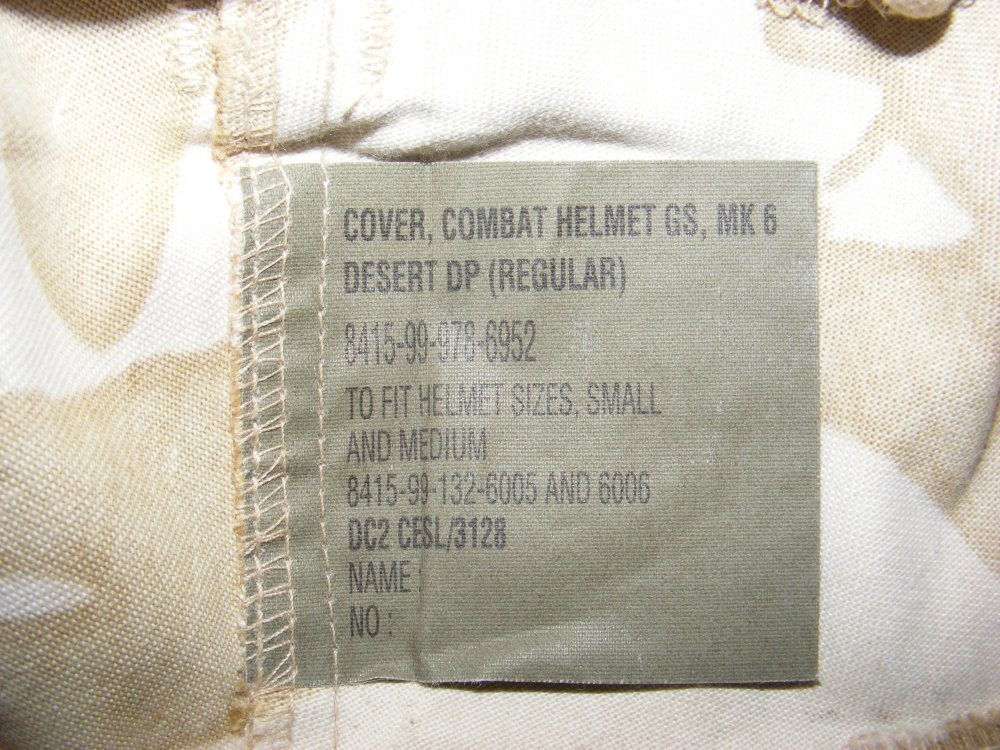 COVER, COMBAT HELMET GS, MK 6
DESERT DP (REGULAR)
8415-99-978-6952
TO FIT HELMET SIZES, SMALL
AND MEDIUM
8415-99-132-6005 AND 6006
DC2 CESL/3128
NAME :
NO :